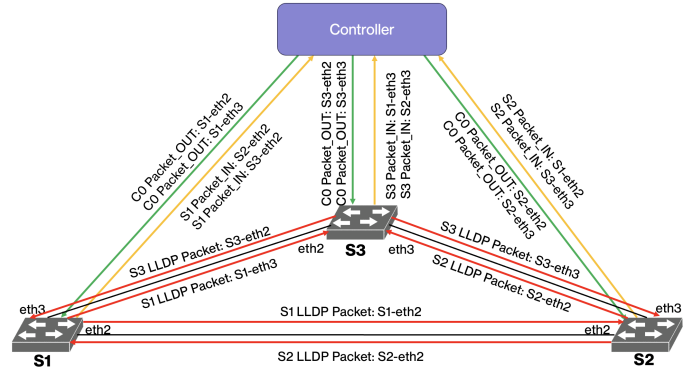 Controller
C0 Packet_OUT: S1-eth2
C0 Packet_OUT: S1-eth3
S1 Packet_IN: S2-eth2
S1 Packet_IN: S3-eth2
C0 Packet_OUT: S3-eth2
C0 Packet_OUT: S3-eth3
S3 Packet_IN: S1-eth3
S3 Packet_IN: S2-eth3
S2 Packet_IN: S1-eth2
S2 Packet_IN: S3-eth3
C0 Packet_OUT: S2-eth2
C0 Packet_OUT: S2-eth3
S3
eth2
eth3
S3 LLDP Packet: S3-eth2
S1 LLDP Packet: S1-eth3
S3 LLDP Packet: S3-eth3
S2 LLDP Packet: S2-eth2
eth3
eth3
S1 LLDP Packet: S1-eth2
eth2
eth2
S2 LLDP Packet: S2-eth2
S1
S2